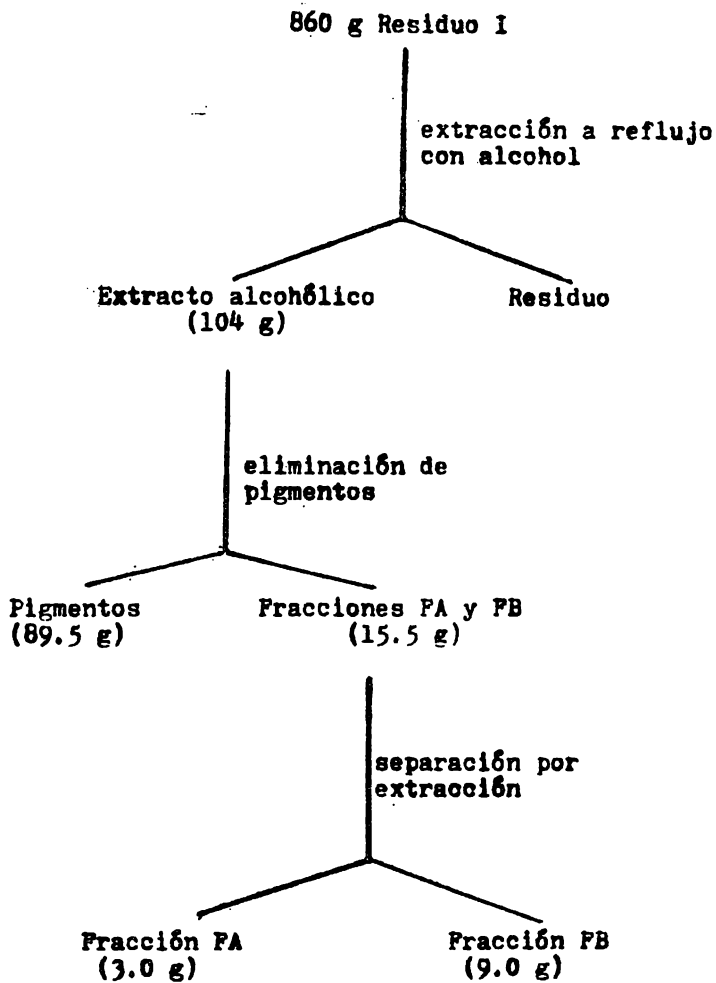 860 g Residuo I
extracción a reflujo
con alcohol
Extracto alcohólico
(104 g)
Residuo
eliminación de
pigmentos
Pigmentos
(89.5 g)
Fracciones FA y FB
(15.5 g)
separación por
extracción
Fracción FA
(3.0 g)
Fracción FB
(9.0 g)